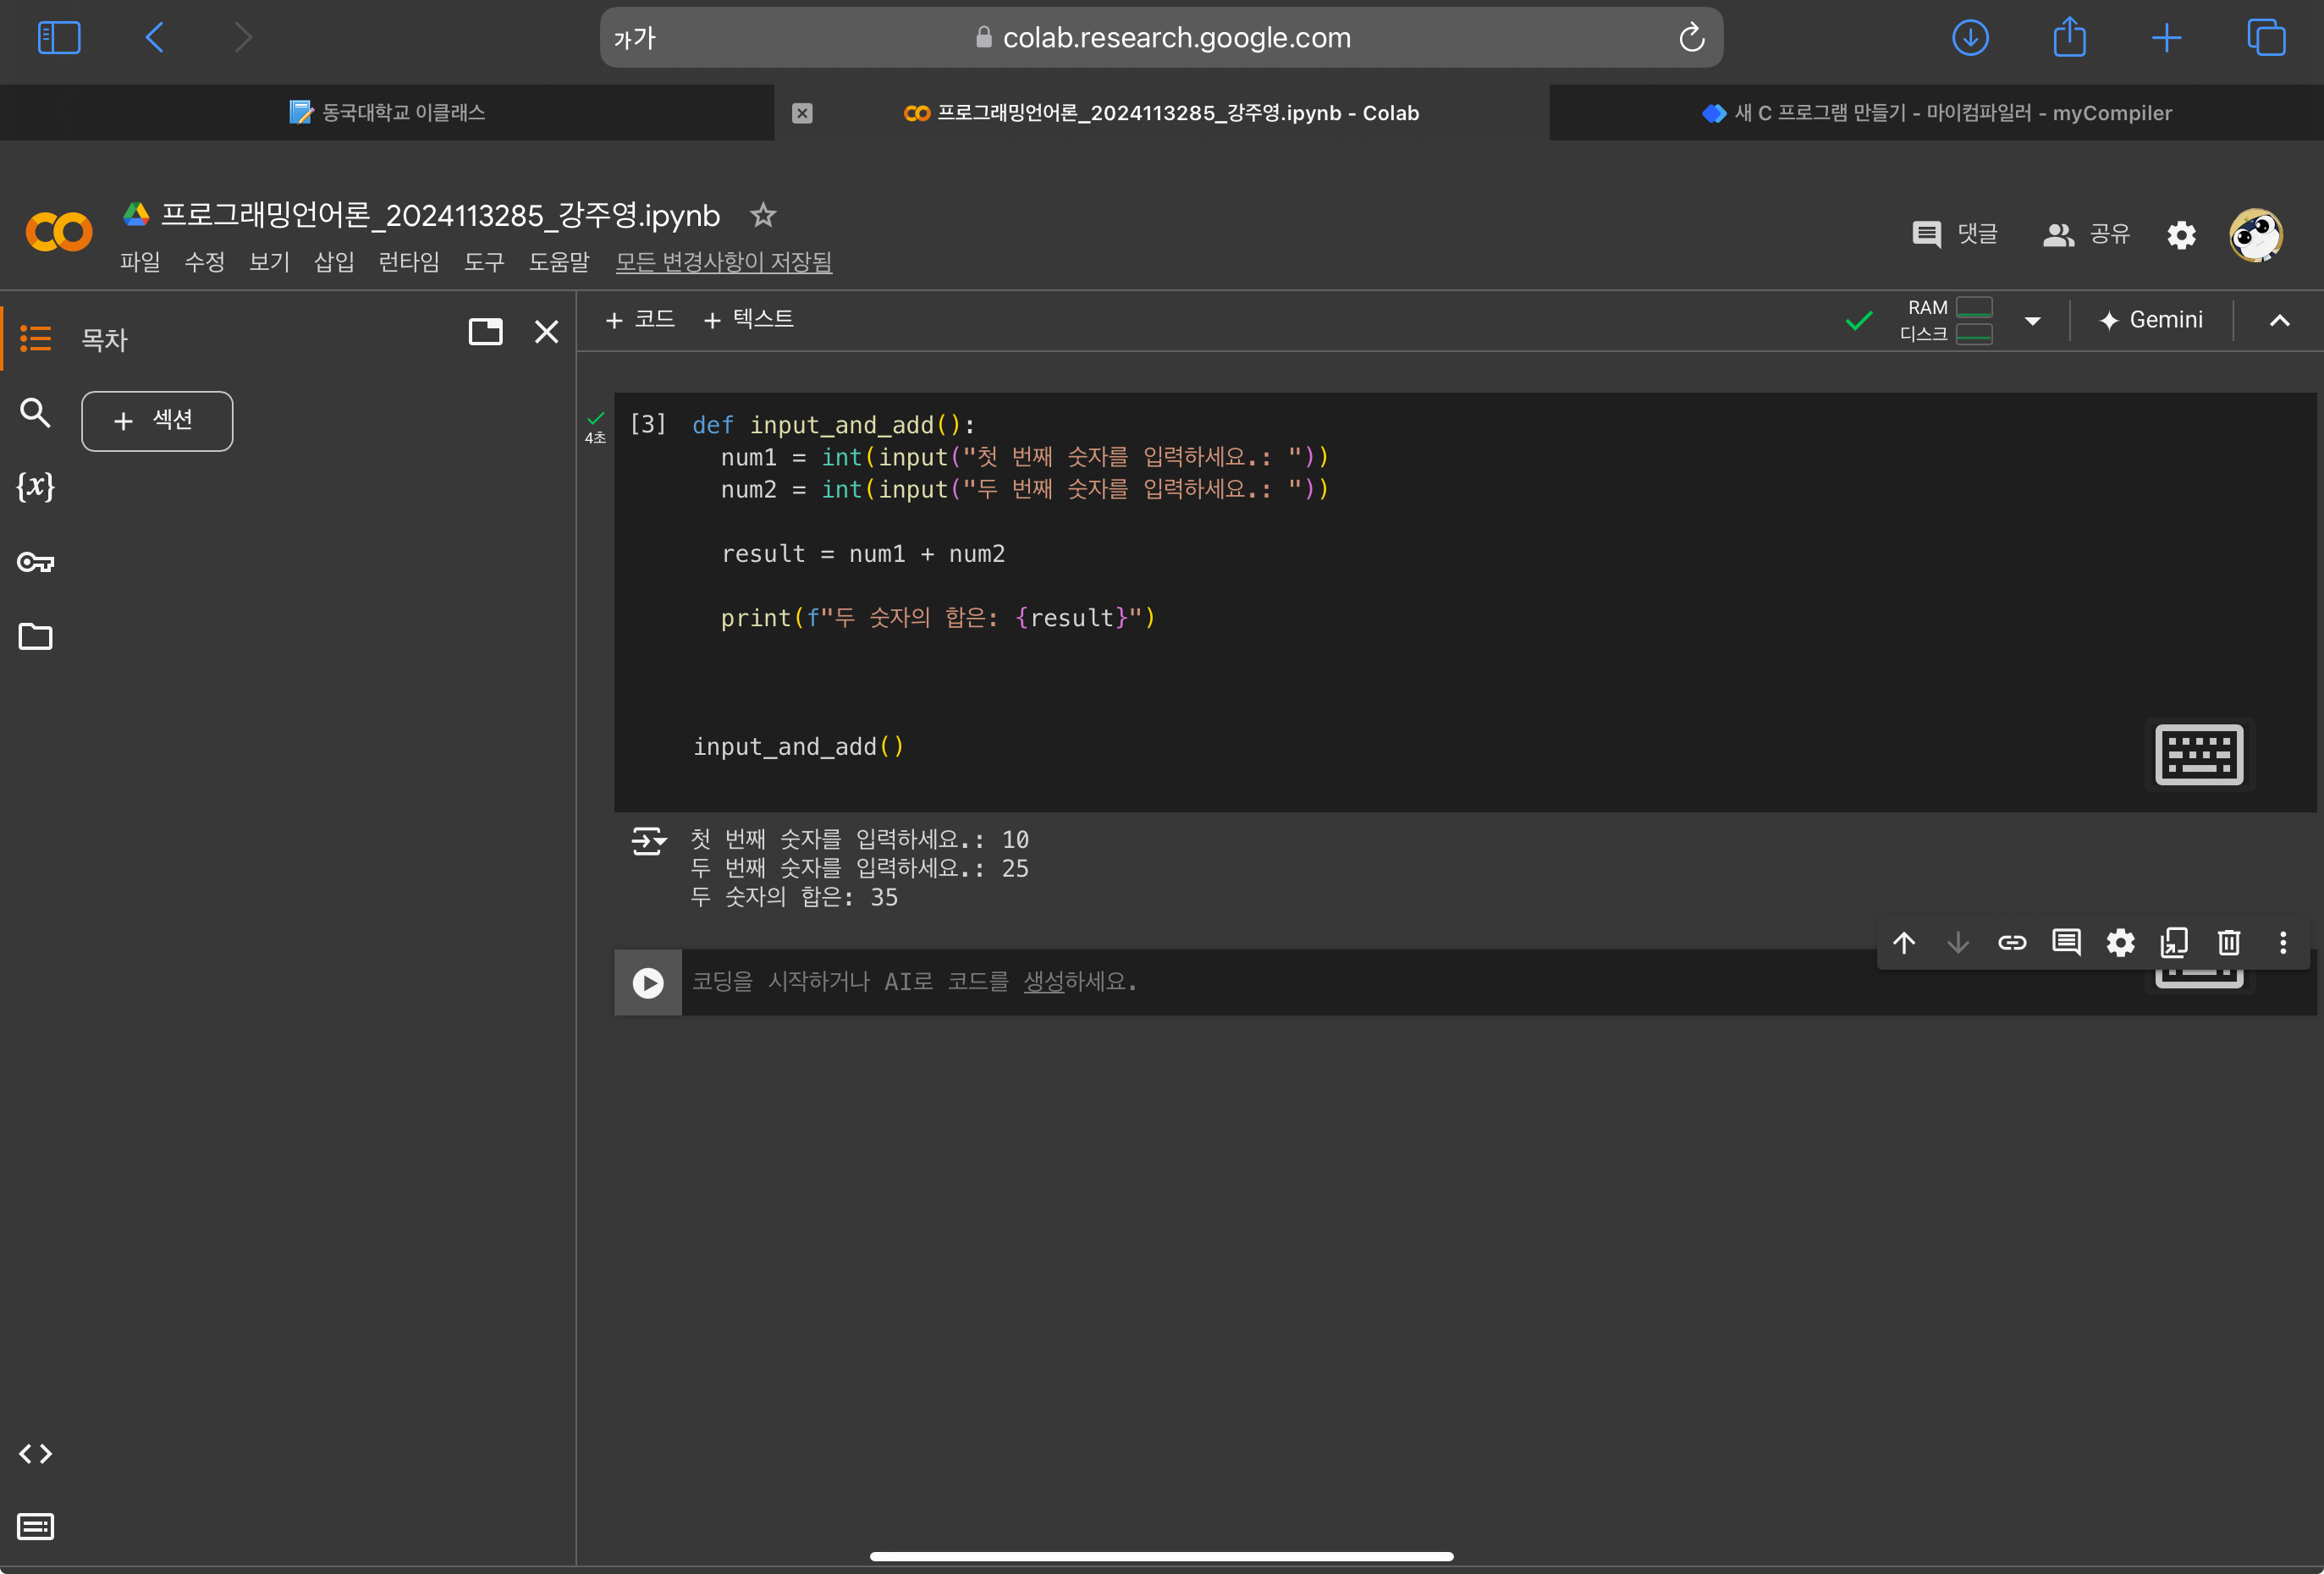 가가
colab.research.google.com
동국대학교 이클래스
프로그래밍언어론_2024113285_강주영.ipynb - Colab
새 C 프로그램 만들기 - 마이컴파일러 - myCompiler
프로그래밍언어론_2024113285_강주영.ipynb
댓글
공유
파일 수정 보기 삽입 런타임 도구 도움말 모든 변경사항이 저장됨
목차
+ 코드 + 텍스트
RAM
디스크
Gemini
+ 섹션
{x}
4초
[3]
def input_and_add():
  num1 = int(input("첫 번째 숫자를 입력하세요.: "))
  num2 = int(input("두 번째 숫자를 입력하세요.: "))
  result = num1 + num2
  print(f"두 숫자의 합은: {result}")
input_and_add()
첫 번째 숫자를 입력하세요.: 10
두 번째 숫자를 입력하세요.: 25
두 숫자의 합은: 35
코딩을 시작하거나 AI로 코드를 생성하세요.